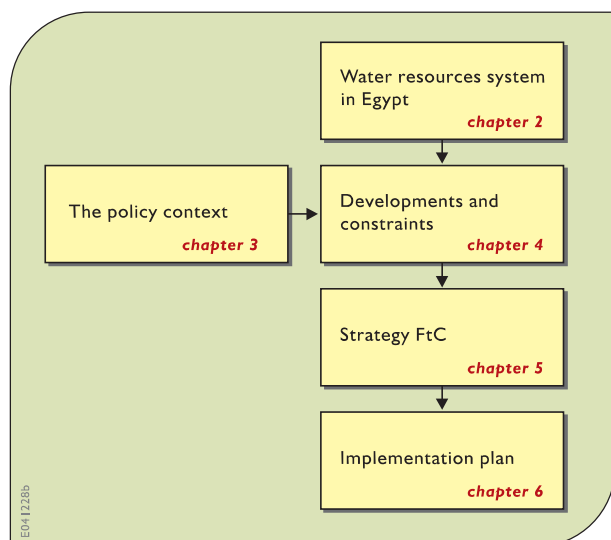 Water resources system
in Egypt
chapter 2
The policy context
chapter 3
Developments and
constraints
chapter 4
Strategy FtC
chapter 5
Implementation plan
chapter 6
E041228b